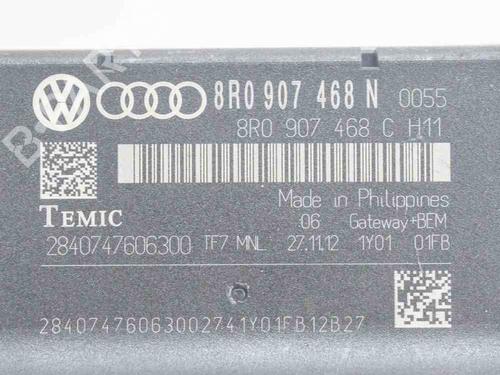 8R0 907 468 N 0055
8R0 907 468 C H11
TEMIC
Made in Philippines
06 Gateway+BEM
2840747606300 TF7 MNL 27.11.12 1Y01 01FB
28407476063002741Y01FB12B27